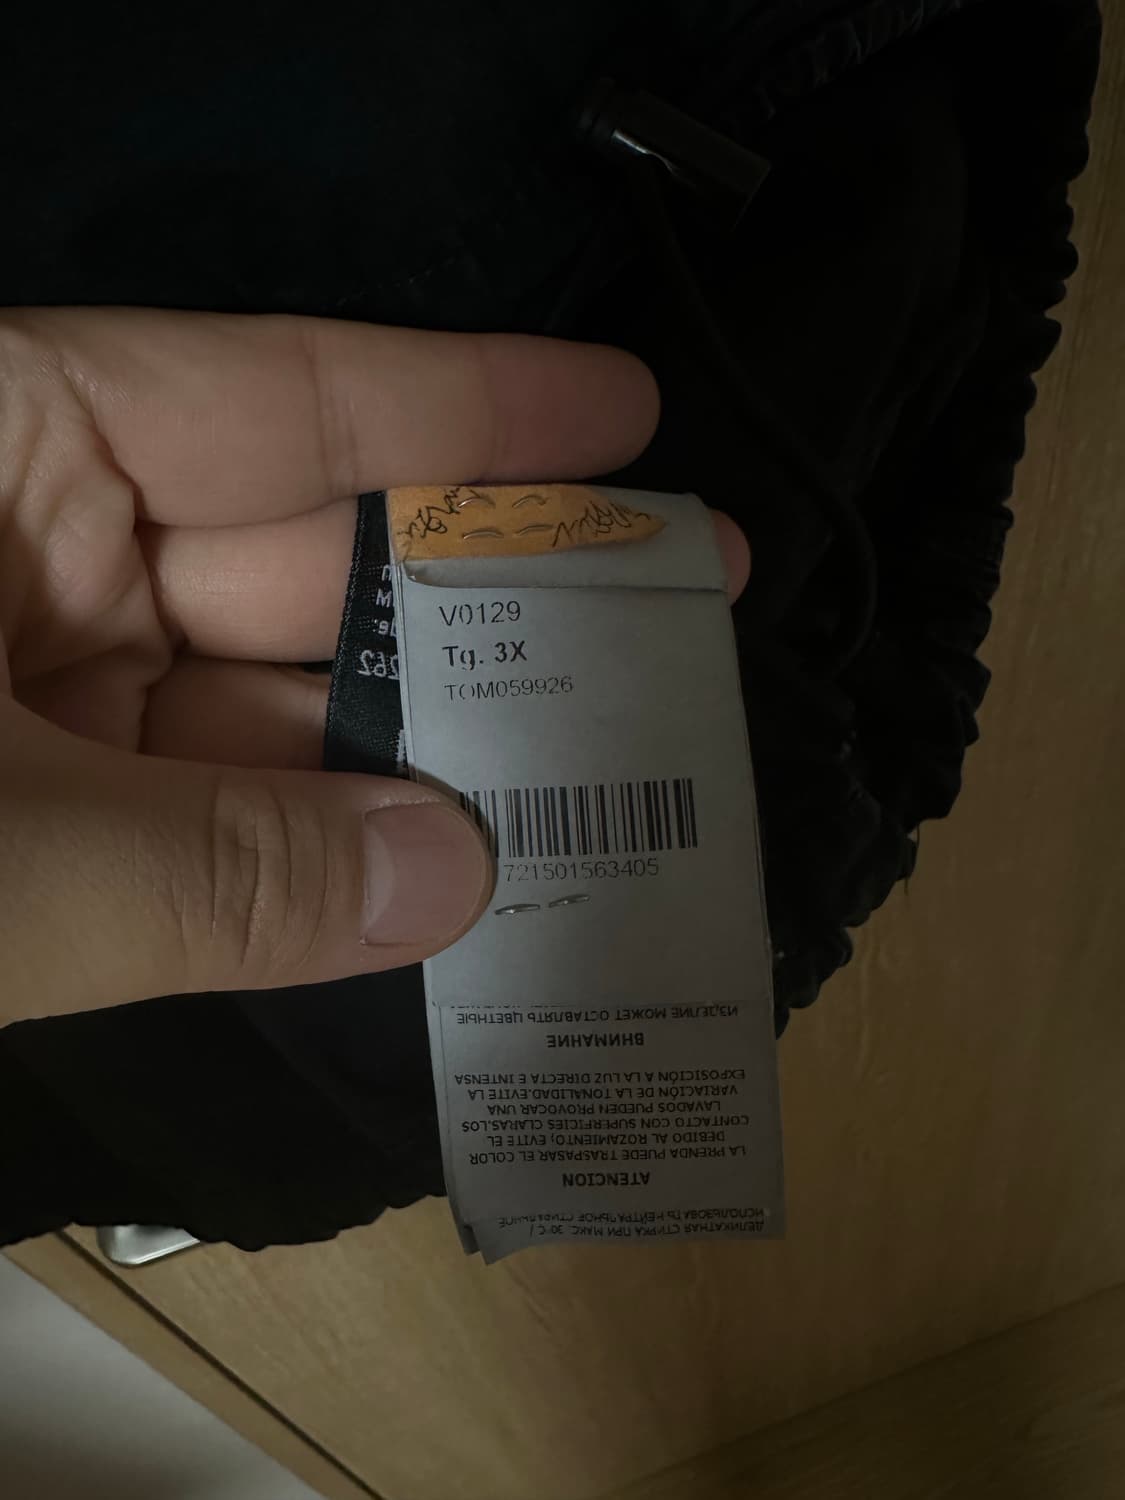 V0129
Tg. 3X
TOM059926
721501563405
ИЗДЕЛИЕ МОЖЕТ ОСТАВЛЯТЬ ЦВЕТНЫЕ
ВНИМАНИЕ
EXPOSICIÓN A LA LUZ DIRECTA E INTENSA
VARIACIÓN DE LA TONALIDAD.EVITE LA
LAVADOS PUEDEN PROVOCAR UNA
CONTACTO CON SUPERFICIES CLARAS.LOS
DEBIDO AL ROZAMIENTO; EVITE EL
LA PRENDA PUEDE TRASPASAR EL COLOR
ATENCION
ИСПОЛЬЗОВАТЬ НЕЙТРАЛЬНОЕ
ДЕЛИКАТНАЯ СТИРКА ПРИ МАКС. 30°C /
262